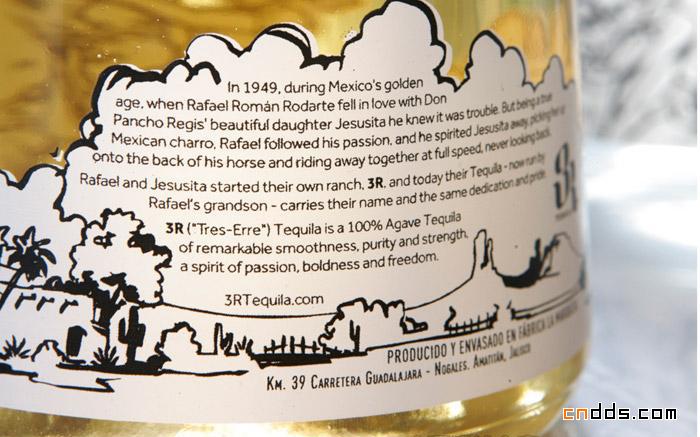 In 1949, during Mexico's golden
age, when Rafael Román Rodarte fell in love with Don
Pancho Regis' beautiful daughter Jesusita he knew it was trouble. But being a true
Mexican charro, Rafael followed his passion, and he spirited Jesusita away, picking her
onto the back of his horse and riding away together at full speed, never looking back.
Rafael and Jesusita started their own ranch, 3R, and today their Tequila - now run by
Rafael's grandson - carries their name and the same dedication and pride.
3R
3R ("Tres-Erre") Tequila is a 100% Agave Tequila
of remarkable smoothness, purity and strength,
a spirit of passion, boldness and freedom.
3RTequila.com
PRODUCIDO Y ENVASADO EN FÁBRICA LA
KM. 39 CARRETERA GUADALAJARA - NOGALES. AMATITÁN, JALISCO
cndds.com